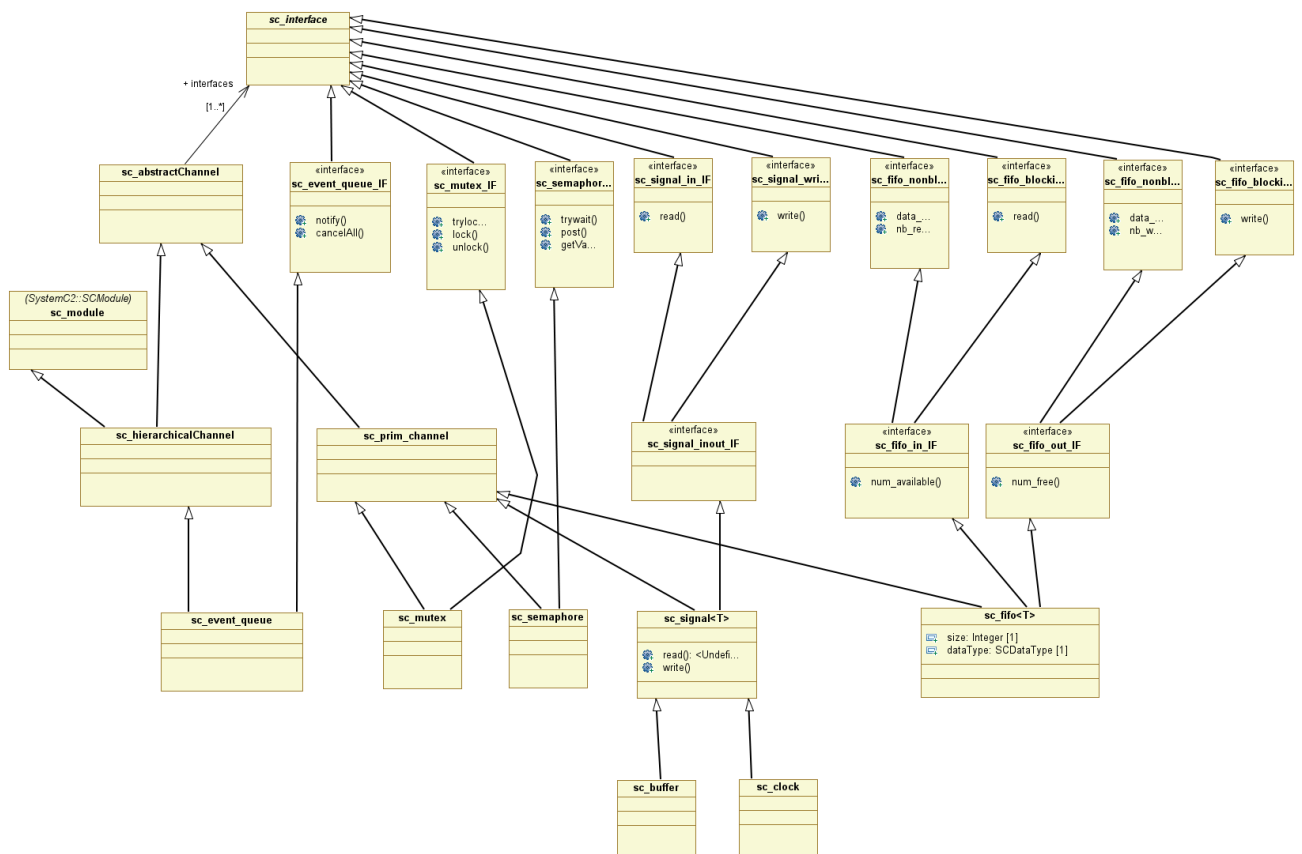 sc_interface
+ interfaces
[1..*]
sc_abstractChannel
«interface»
sc_event_queue_IF
notify()
cancelAll()
«interface»
sc_mutex_IF
tryloc...
lock()
unlock()
«interface»
sc_semaphor...
trywait()
post()
getVa...
«interface»
sc_signal_in_IF
read()
«interface»
sc_signal_wri...
write()
«interface»
sc_fifo_nonbl...
data_...
nb_re...
«interface»
sc_fifo_blocki...
read()
«interface»
sc_fifo_nonbl...
data_...
nb_w...
«interface»
sc_fifo_blocki...
write()
(SystemC2::SCModule)
sc_module
sc_hierarchicalChannel
sc_prim_channel
«interface»
sc_signal_inout_IF
«interface»
sc_fifo_in_IF
num_available()
«interface»
sc_fifo_out_IF
num_free()
sc_event_queue
sc_mutex
sc_semaphore
sc_signal<T>
read(): <Undefi...
write()
sc_fifo<T>
size: Integer [1]
dataType: SCDataType [1]
sc_buffer
sc_clock